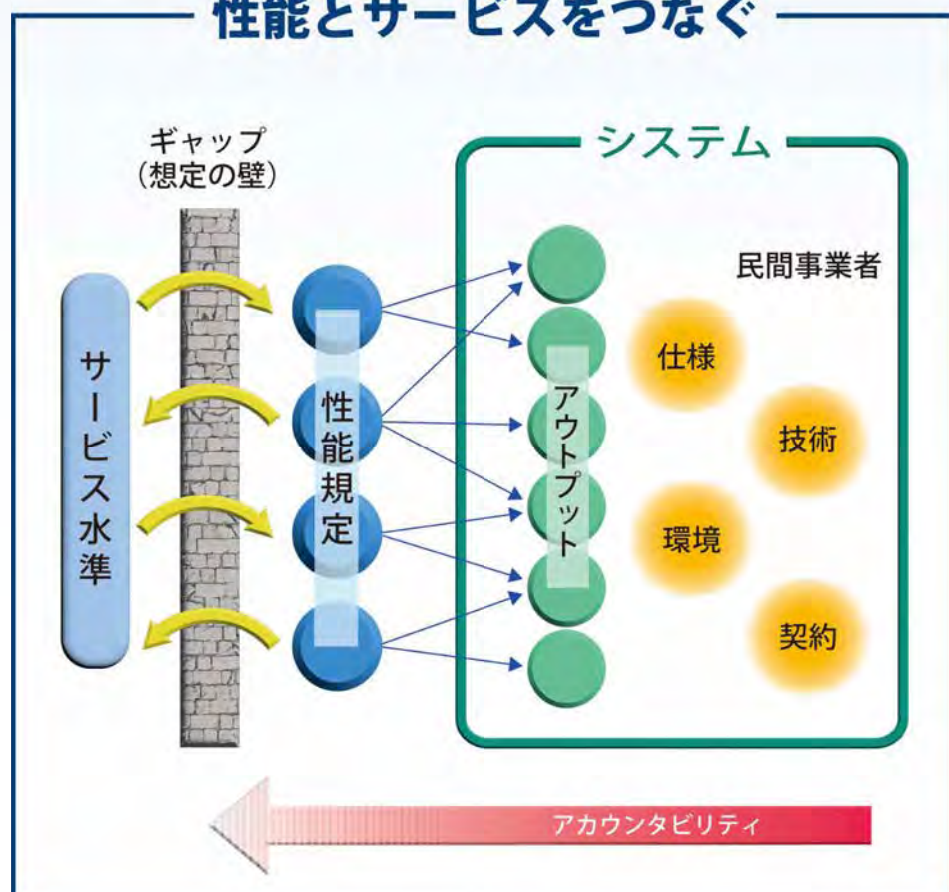 性能とサービスをつなぐ
ギャップ
（想定の壁）
システム
民間事業者
サービス水準
性能規定
アウトプット
仕様
技術
環境
契約
アカウンタビリティ